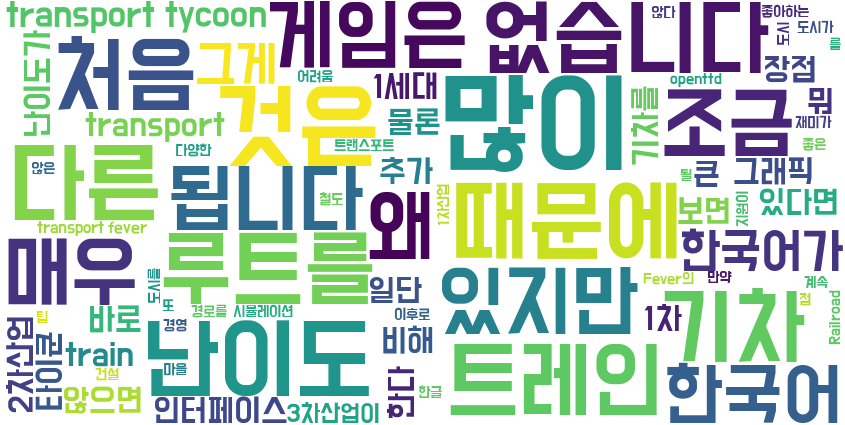 transport tycoon
게임은
없습니다
않다
좋아하는
도시
도시가
를
난이도가
처음
그게
어려움
1세대
openttd
장점
것은
많이
기차를
조금
뭐
재미가
transport
물론
트랜스포트
좋은
다른
다양한
않은
됩니다
철도
추가
왜
1차산업
때문에
될
큰
그래픽
보면
지원이
있다면
transport fever
매우
루트를
한국어가
도시를
또
경로를
시뮬레이션
일단
있지만
Fever의
만약
계속
점
기차
Railroad
2차산업
타이쿤
팁
바로
경영
이후로
비해
1차
train
난이도
마을
트레인
한국어
건설
않으면
인터페이스
3차산업이
한다
한글